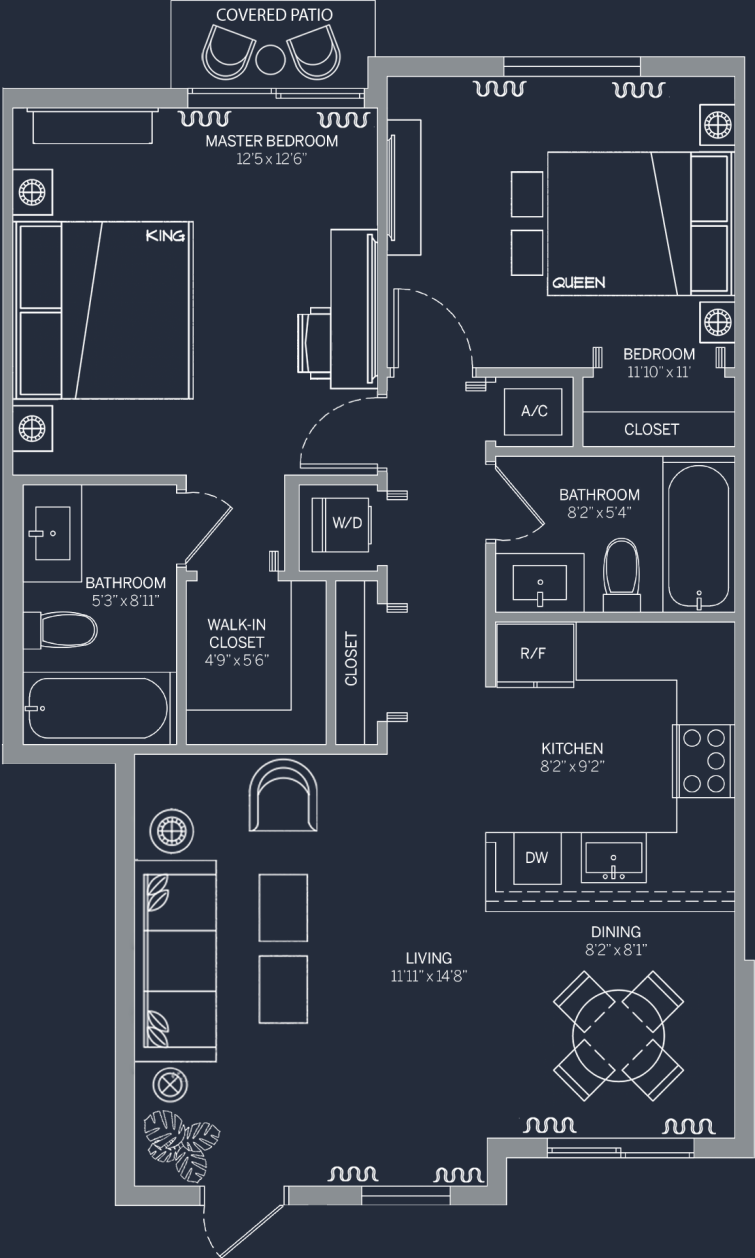 COVERED PATIO
MASTER BEDROOM
12'5 x 12'6"
KING
QUEEN
BEDROOM
11'10" x 11'
A/C
CLOSET
W/D
BATHROOM
8'2" x 5'4"
BATHROOM
5'3" x 8'11"
WALK-IN
CLOSET
4'9" x 5'6"
CLOSET
R/F
KITCHEN
8'2" x 9'2"
DW
DINING
8'2" x 8'1"
LIVING
11'11" x 14'8"